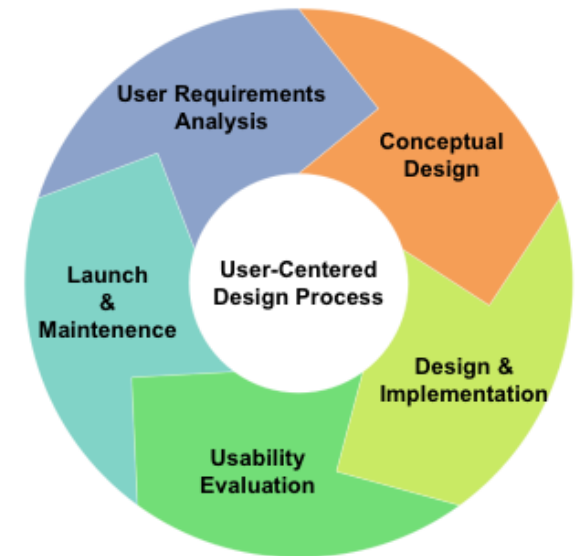 User Requirements
Analysis
Conceptual
Design
User-Centered
Design Process
Launch
&
Maintenence
Design &
Implementation
Usability
Evaluation